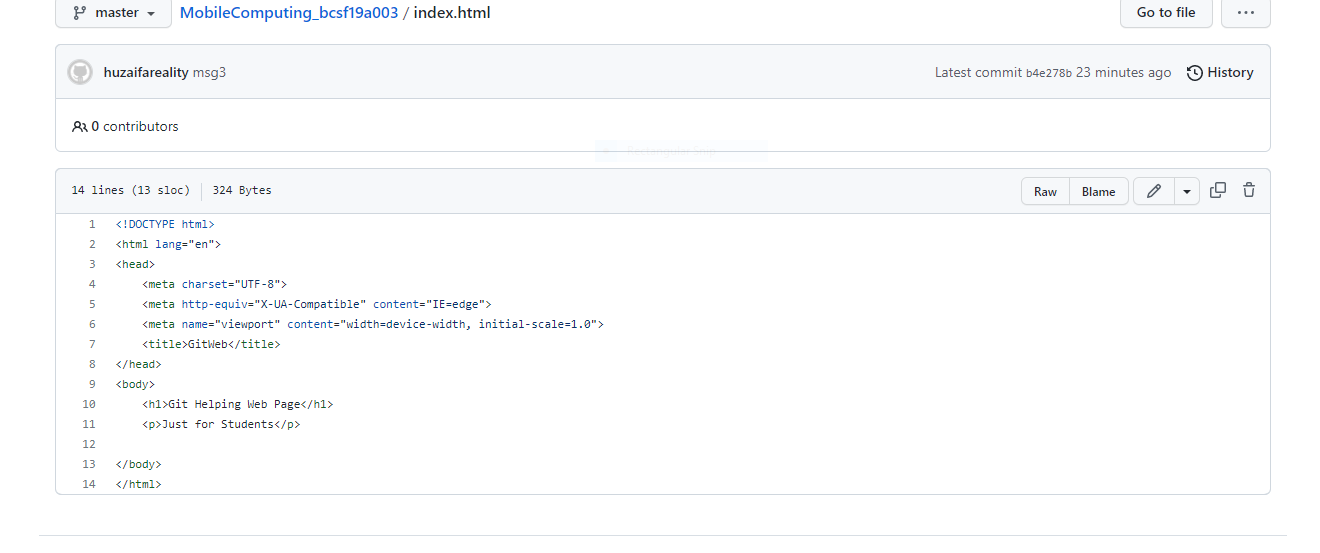 master
MobileComputing_bcsf19a003 / index.html
Go to file
huzaifareality msg3
Latest commit b4e278b 23 minutes ago
History
0 contributors
14 lines (13 sloc) 324 Bytes
Raw
Blame
1 <!DOCTYPE html>
2 <html lang="en">
3 <head>
4     <meta charset="UTF-8">
5     <meta http-equiv="X-UA-Compatible" content="IE=edge">
6     <meta name="viewport" content="width=device-width, initial-scale=1.0">
7     <title>GitWeb</title>
8 </head>
9 <body>
10     <h1>Git Helping Web Page</h1>
11     <p>Just for Students</p>
12
13 </body>
14 </html>